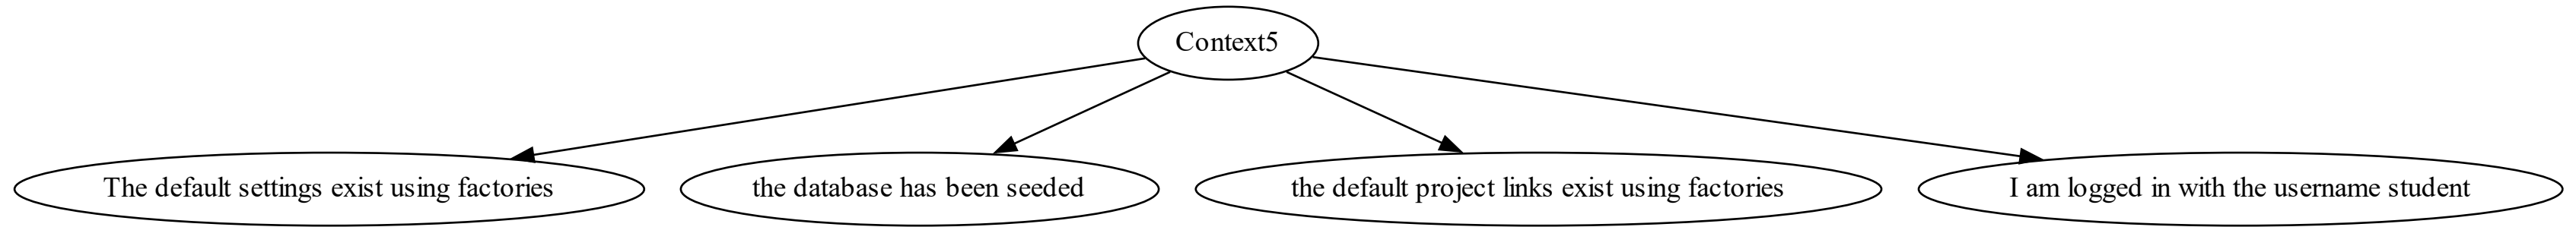 Context5
The default settings exist using factories
the database has been seeded
the default project links exist using factories
I am logged in with the username student